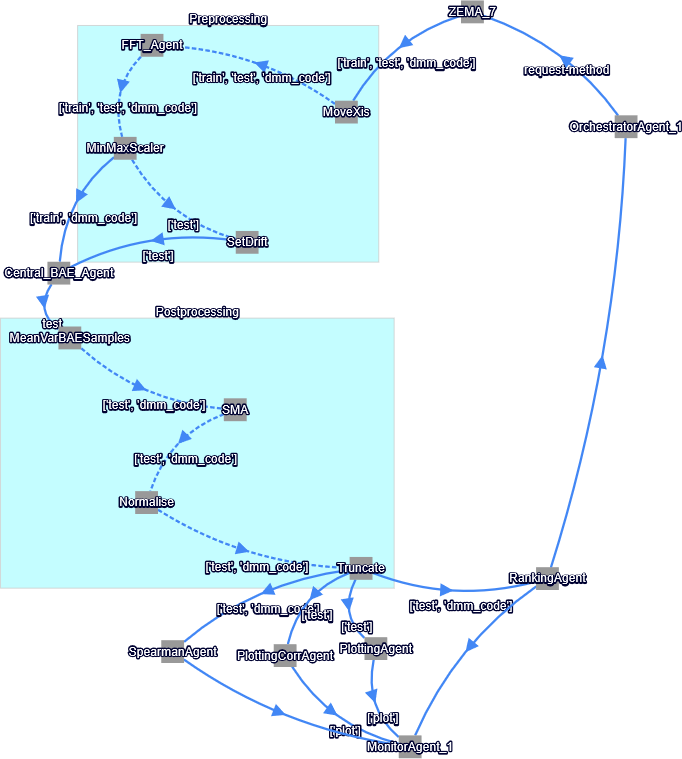 ZEMA_7
Preprocessing
FFT_Agent
['train', 'test', 'dmm_code']
['train', 'test', 'dmm_code']
request-method
['train', 'test', 'dmm_code']
MoveXis
OrchestratorAgent_1
MinMaxScaler
['train', 'dmm_code']
['test']
SetDrift
['test']
Central_BAE_Agent
Postprocessing
test
MeanVarBAESamples
['test', 'dmm_code']
SMA
['test', 'dmm_code']
Normalise
['test', 'dmm_code']
Truncate
RankingAgent
['test', 'dmm_code']
['test']
['test', 'dmm_code']
['test']
SpearmanAgent
PlottingCorrAgent
PlottingAgent
['plot']
['plot']
MonitorAgent_1